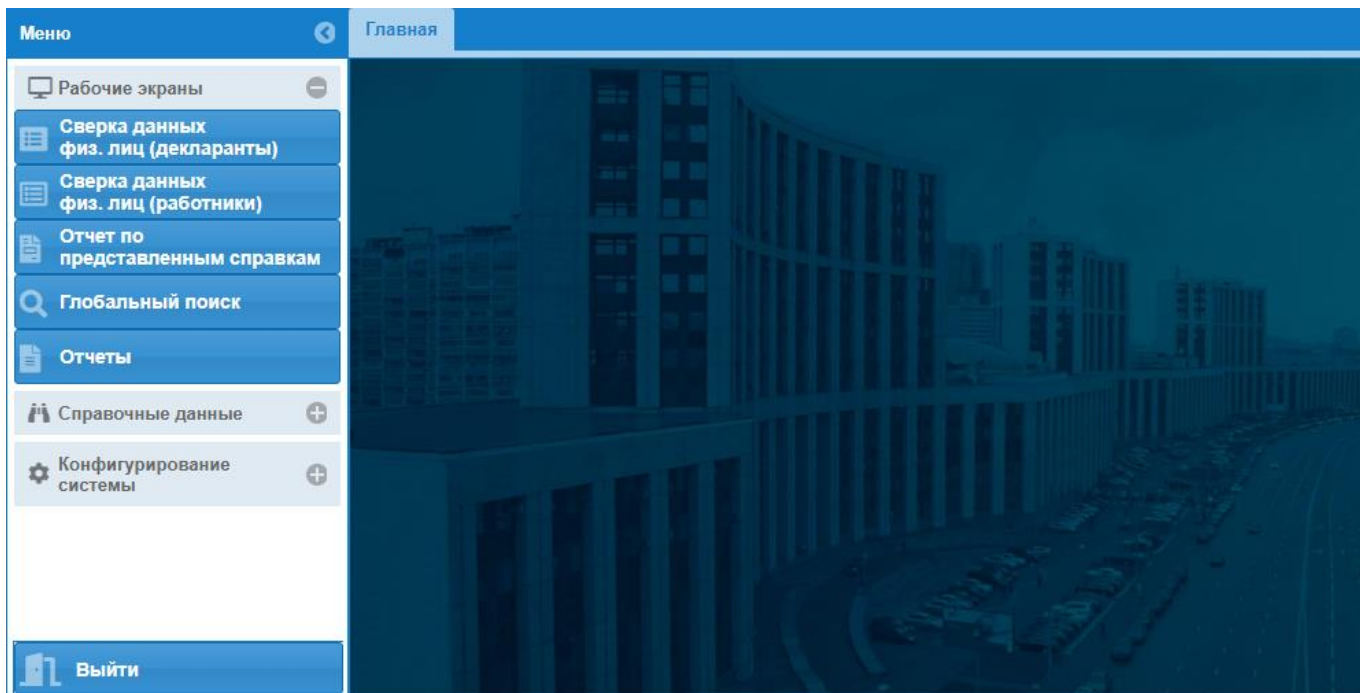 Меню
Главная
Рабочие экраны
Сверка данных
физ. лиц (декларанты)
Сверка данных
физ. лиц (работники)
Отчет по
представленным справкам
Глобальный поиск
Отчеты
Справочные данные
Конфигурирование
системы
Выйти